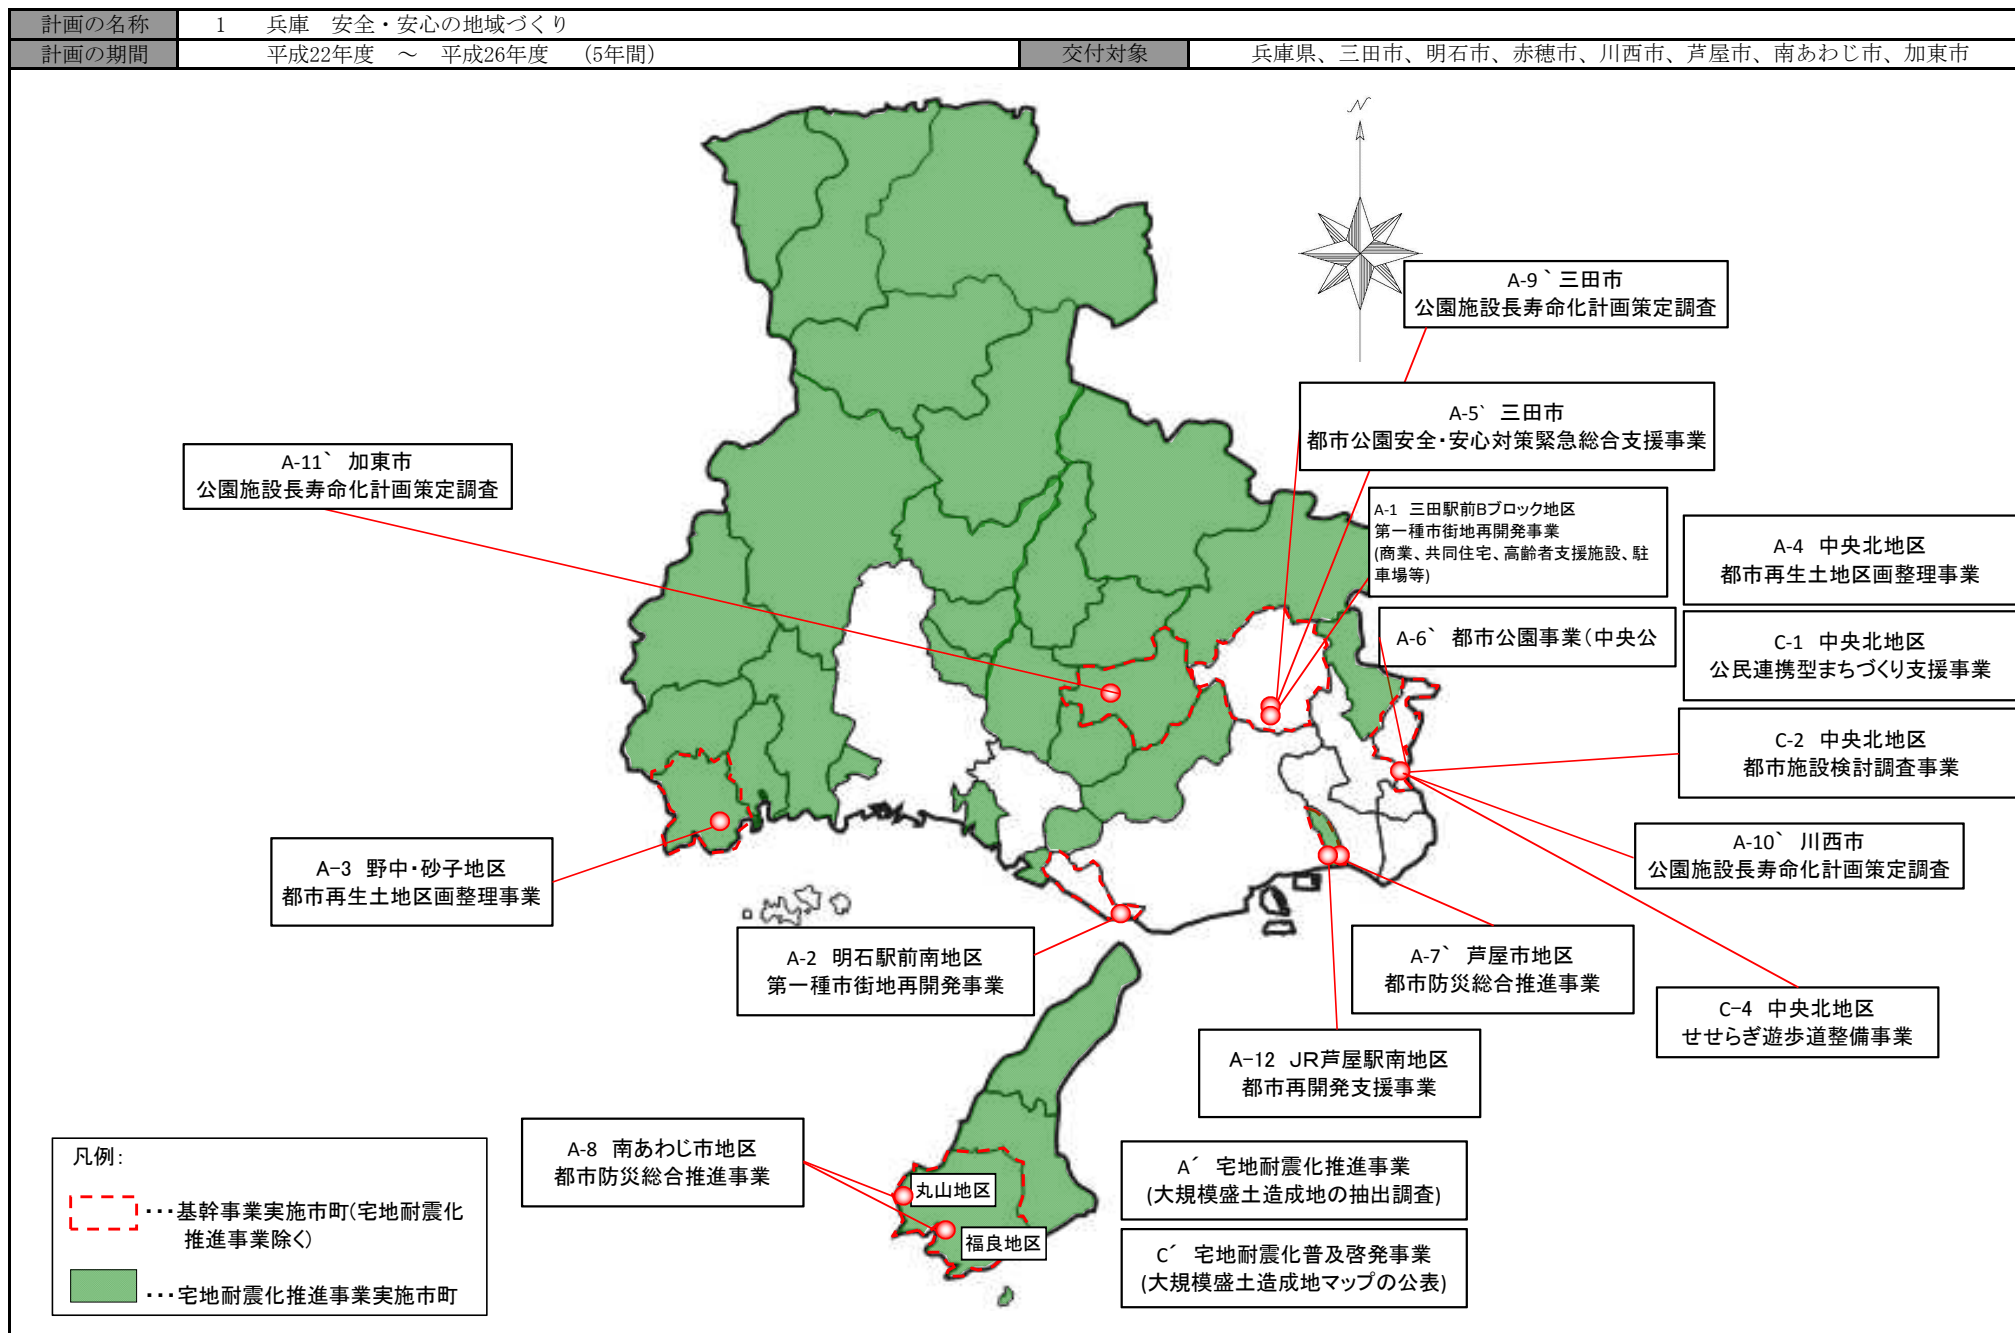 計画の名称 1 兵庫 安全・安心の地域づくり
計画の期間 平成22年度 ～ 平成26年度 (5年間) 交付対象 兵庫県、三田市、明石市、赤穂市、川西市、芦屋市、南あわじ市、加東市
N
A-9｀三田市
公園施設長寿命化計画策定調査
A-5｀ 三田市
都市公園安全・安心対策緊急総合支援事業
A-11｀ 加東市
公園施設長寿命化計画策定調査
A-1 三田駅前Bブロック地区
第一種市街地再開発事業
(商業、共同住宅、高齢者支援施設、駐
車場等)
A-4 中央北地区
都市再生土地区画整理事業
A-6｀ 都市公園事業(中央公
C-1 中央北地区
公民連携型まちづくり支援事業
C-2 中央北地区
都市施設検討調査事業
A-10｀ 川西市
公園施設長寿命化計画策定調査
A-3 野中・砂子地区
都市再生土地区画整理事業
A-2 明石駅前南地区
第一種市街地再開発事業
A-7｀ 芦屋市地区
都市防災総合推進事業
C-4 中央北地区
せせらぎ遊歩道整備事業
A-12 JR芦屋駅南地区
都市再開発支援事業
A-8 南あわじ市地区
都市防災総合推進事業
丸山地区
福良地区
A´ 宅地耐震化推進事業
(大規模盛土造成地の抽出調査)
C´ 宅地耐震化普及啓発事業
(大規模盛土造成地マップの公表)
凡例:
・・・基幹事業実施市町(宅地耐震化
推進事業除く)
・・・宅地耐震化推進事業実施市町